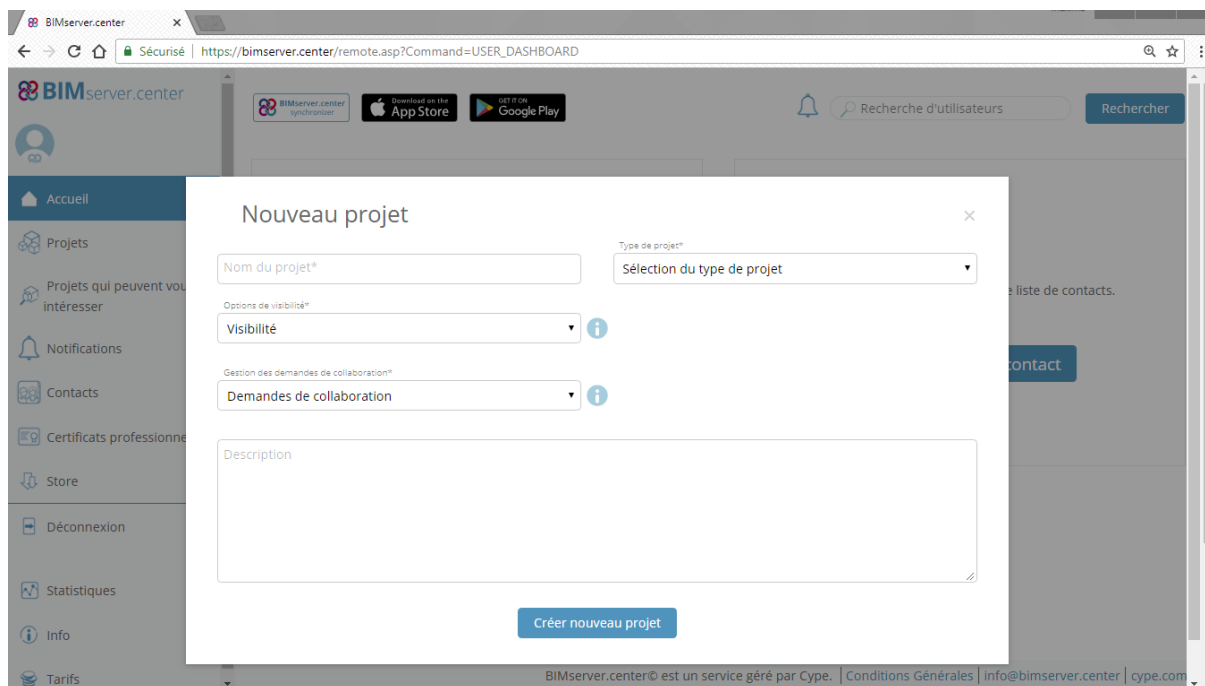 BIMserver.center
Sécurisé | https://bimserver.center/remote.asp?Command=USER_DASHBOARD
BIMserver.center
BIMserver.center
synchronizer
Download on the
App Store
GET IT ON
Google Play
Recherche d'utilisateurs
Rechercher
Accueil
Projets
Projets qui peuvent vou
intéresser
Notifications
Contacts
Certificats professionne
Store
Déconnexion
Statistiques
Info
Tarifs
Nouveau projet
×
Nom du projet*
Type de projet*
Sélection du type de projet
Options de visibilité*
Visibilité
Gestion des demandes de collaboration*
Demandes de collaboration
Description
Créer nouveau projet
liste de contacts.
ontact
BIMserver.center© est un service géré par Cype. | Conditions Générales | info@bimserver.center | cype.com